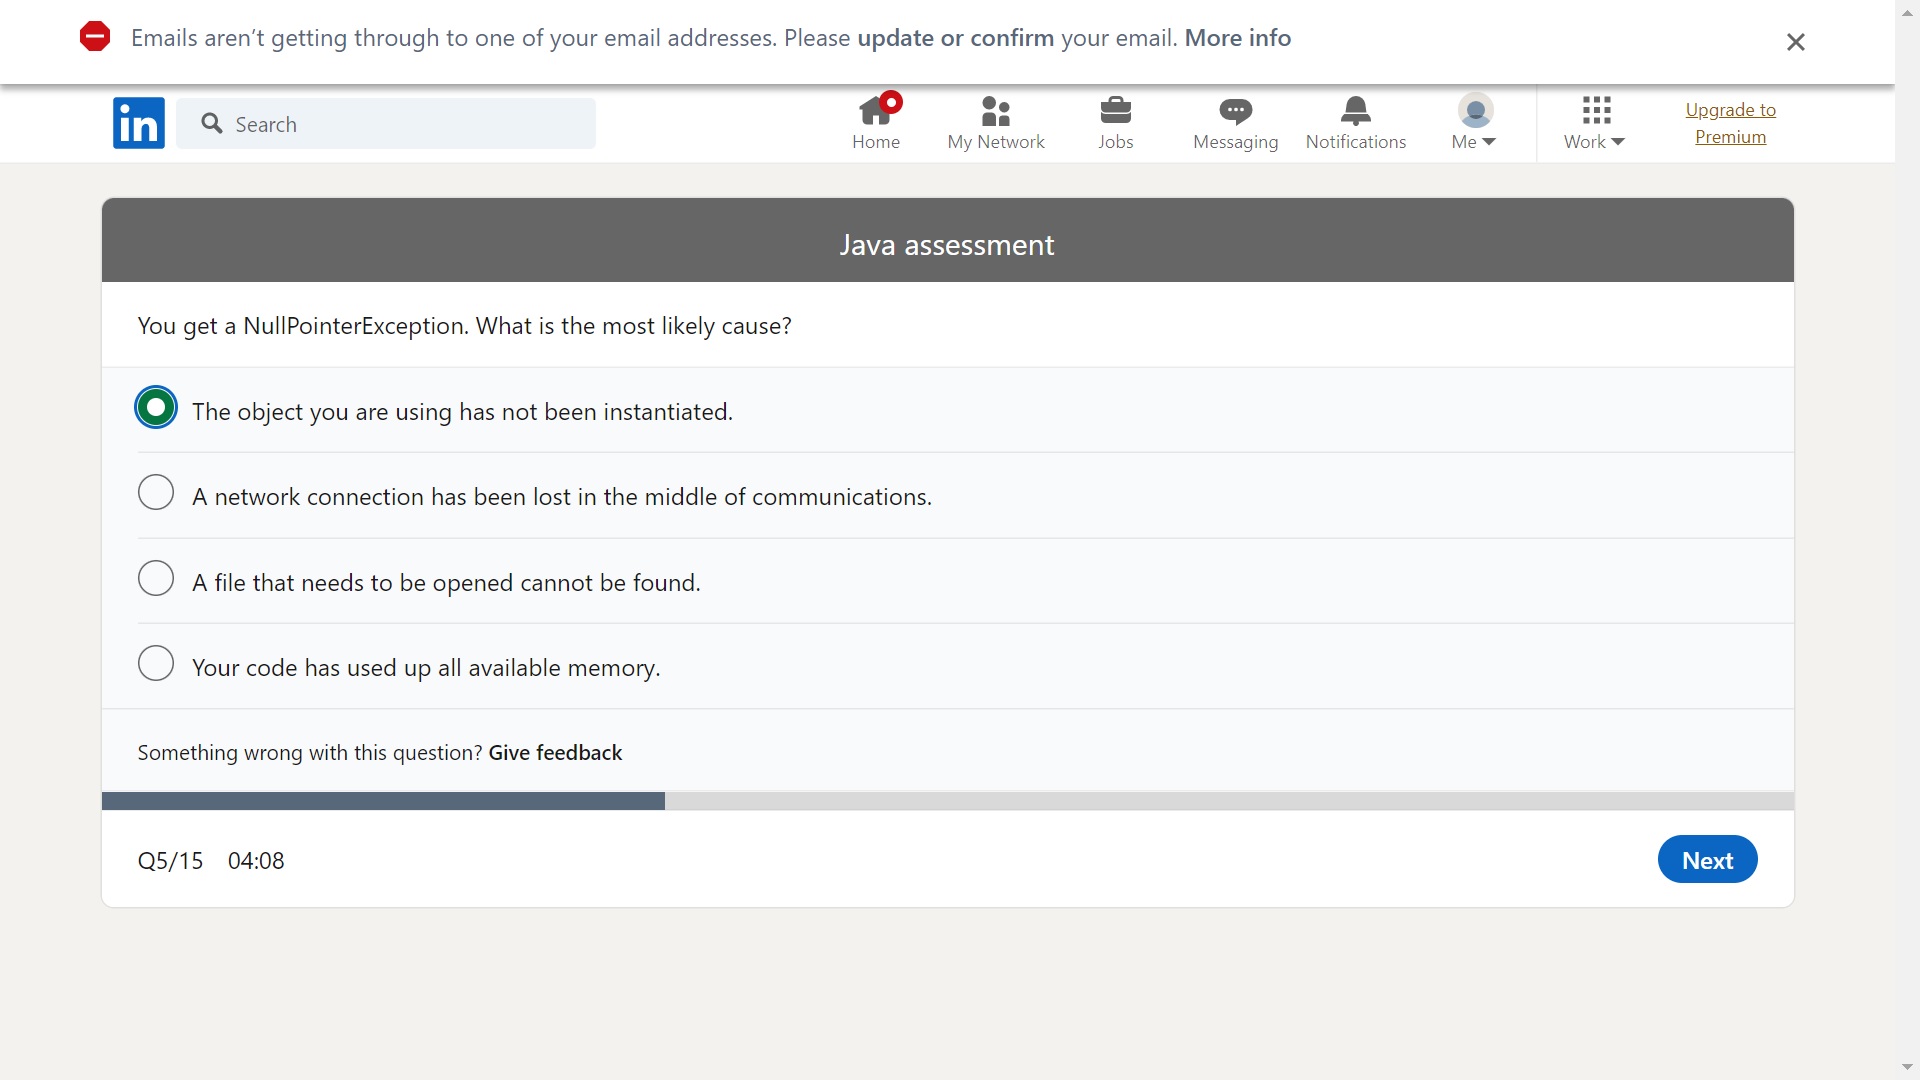 Emails aren't getting through to one of your email addresses. Please update or confirm your email. More info
in
Search
Home
My Network
Jobs
Messaging
Notifications
Me
Work
Upgrade to
Premium
Java assessment
You get a NullPointerException. What is the most likely cause?
The object you are using has not been instantiated.
A network connection has been lost in the middle of communications.
A file that needs to be opened cannot be found.
Your code has used up all available memory.
Something wrong with this question? Give feedback
Q5/15 04:08
Next